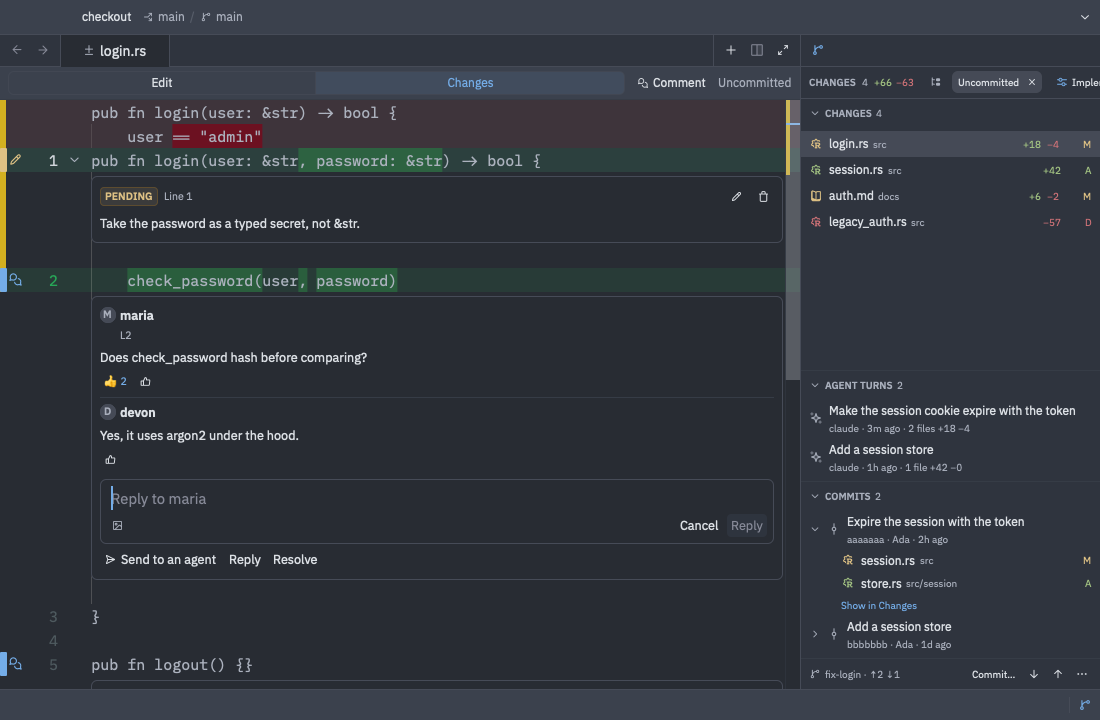 checkout main / main
± login.rs
Edit Changes Comment Uncommitted
pub fn login(user: &str) -> bool {
user == "admin"
1 pub fn login(user: &str, password: &str) -> bool {
PENDING Line 1
Take the password as a typed secret, not &str.
2 check_password(user, password)
M maria
L2
Does check_password hash before comparing?
👍 2
D devon
Yes, it uses argon2 under the hood.
Reply to maria
Cancel Reply
Send to an agent Reply Resolve
3 }
4
5 pub fn logout() {}
CHANGES 4 +66 −63 Uncommitted × Imple
CHANGES 4
login.rs src +18 −4 M
session.rs src +42 A
auth.md docs +6 −2 M
legacy_auth.rs src −57 D
AGENT TURNS 2
Make the session cookie expire with the token
claude · 3m ago · 2 files +18 −4
Add a session store
claude · 1h ago · 1 file +42 −0
COMMITS 2
Expire the session with the token
aaaaaaa · Ada · 2h ago
session.rs src M
store.rs src/session A
Show in Changes
Add a session store
bbbbbbb · Ada · 1d ago
fix-login · ↑2 ↓1 Commit... ↓ ↑ ···